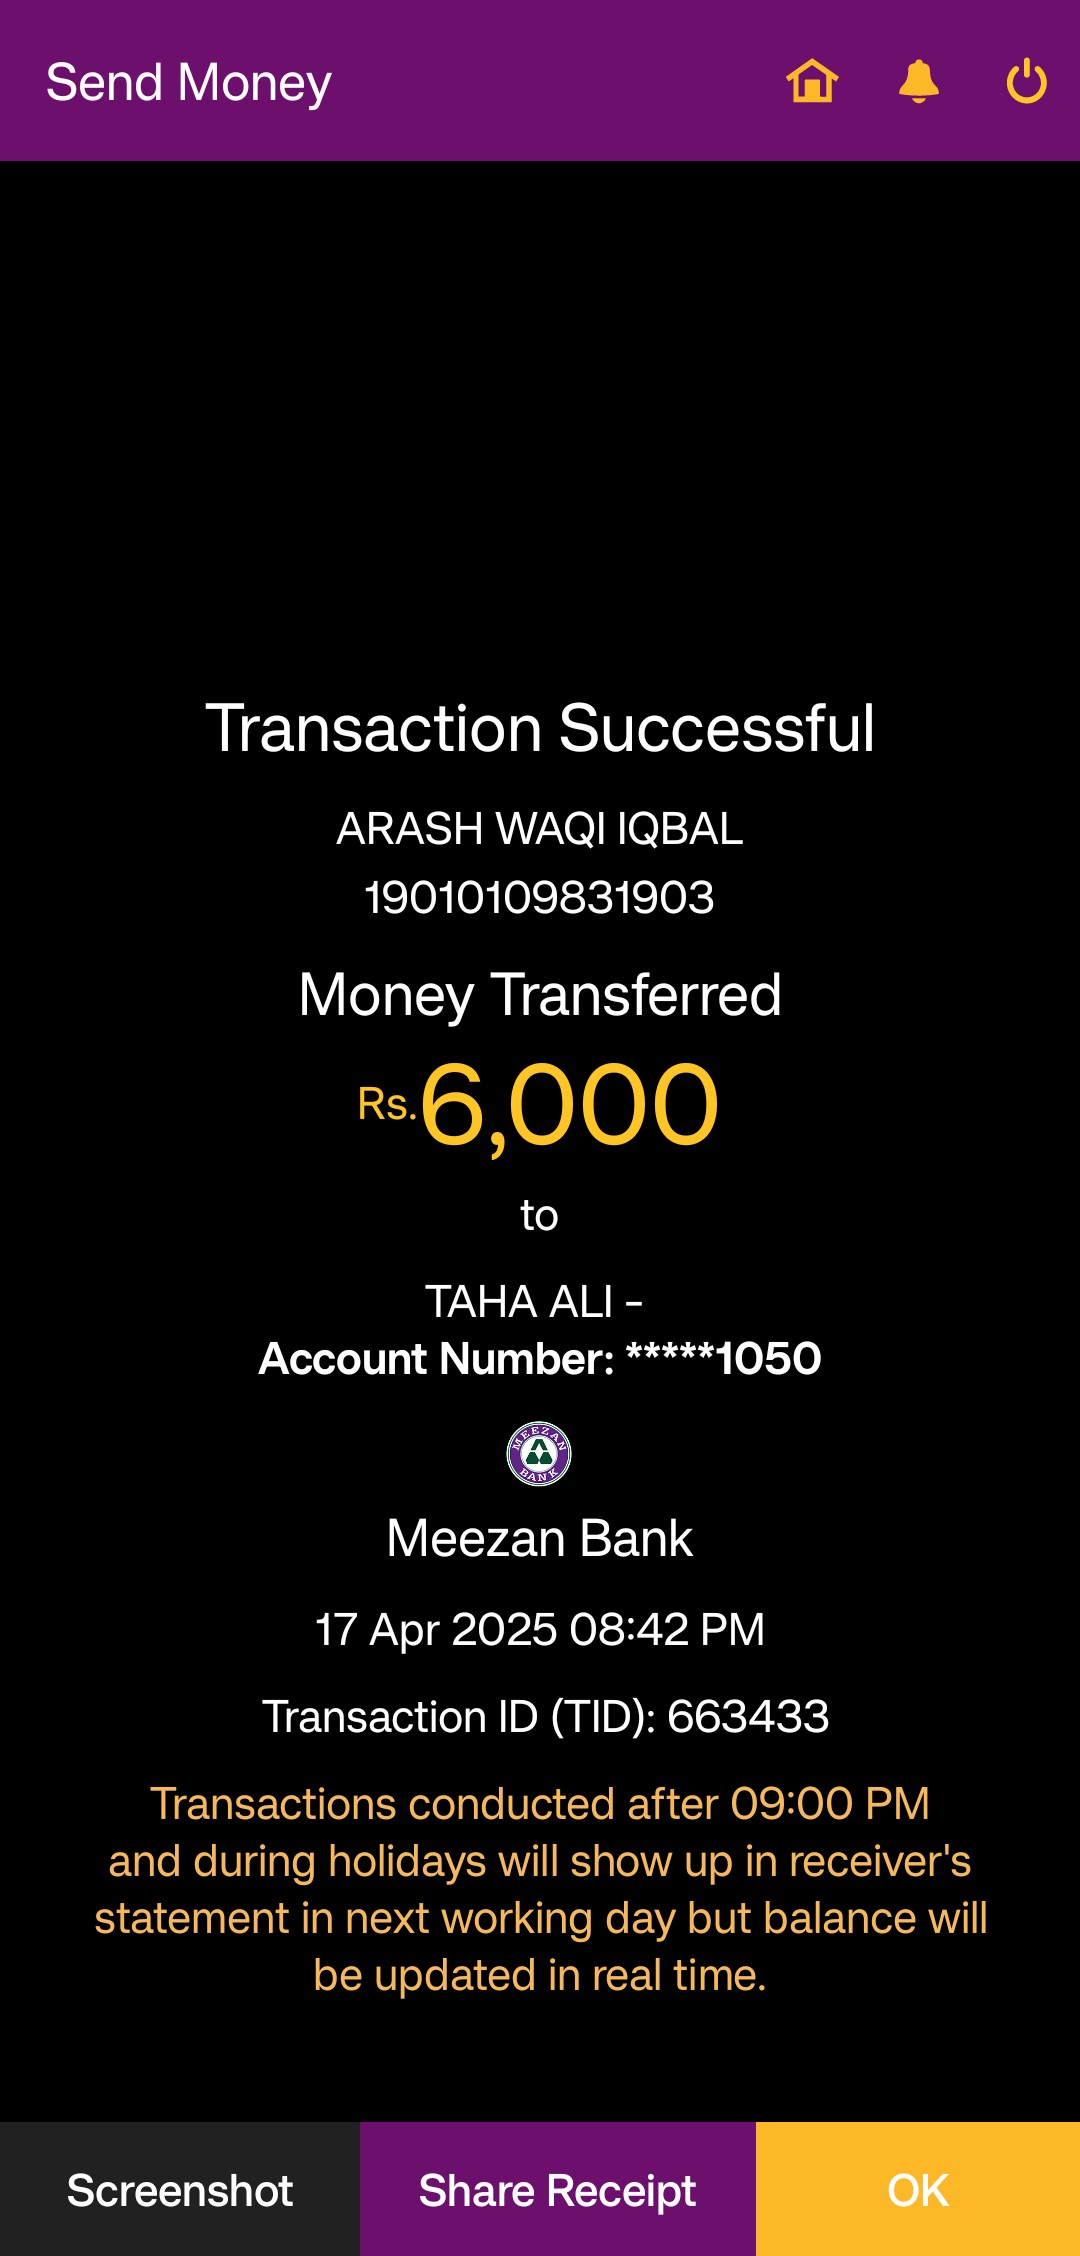 Send Money
Transaction Successful
ARASH WAQI IQBAL
19010109831903
Money Transferred
Rs.6,000
to
TAHA ALI -
Account Number: *****1050
MEEZAN
BANK
Meezan Bank
17 Apr 2025 08:42 PM
Transaction ID (TID): 663433
Transactions conducted after 09:00 PM
and during holidays will show up in receiver's
statement in next working day but balance will
be updated in real time.
Screenshot
Share Receipt
OK